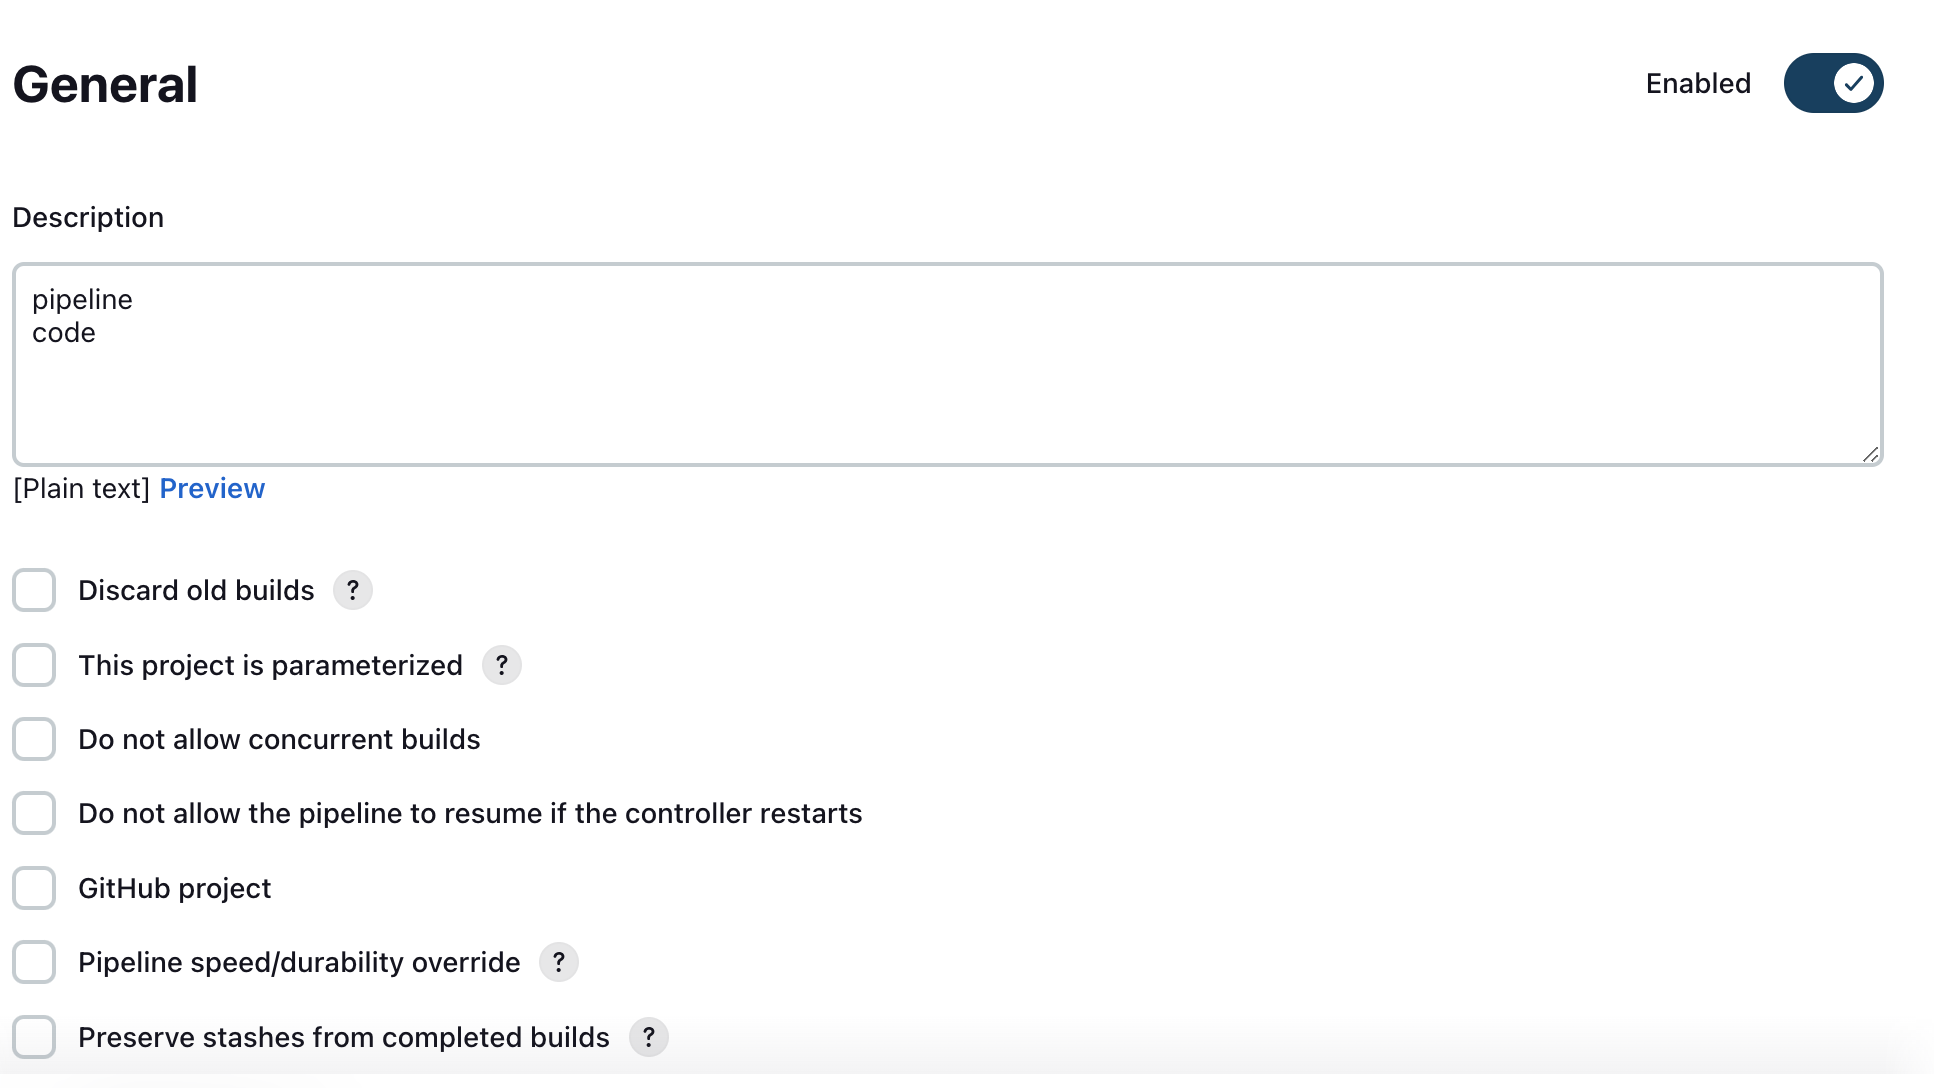 General
Enabled
Description
pipeline
code
[Plain text] Preview
Discard old builds ?
This project is parameterized ?
Do not allow concurrent builds
Do not allow the pipeline to resume if the controller restarts
GitHub project
Pipeline speed/durability override ?
Preserve stashes from completed builds ?